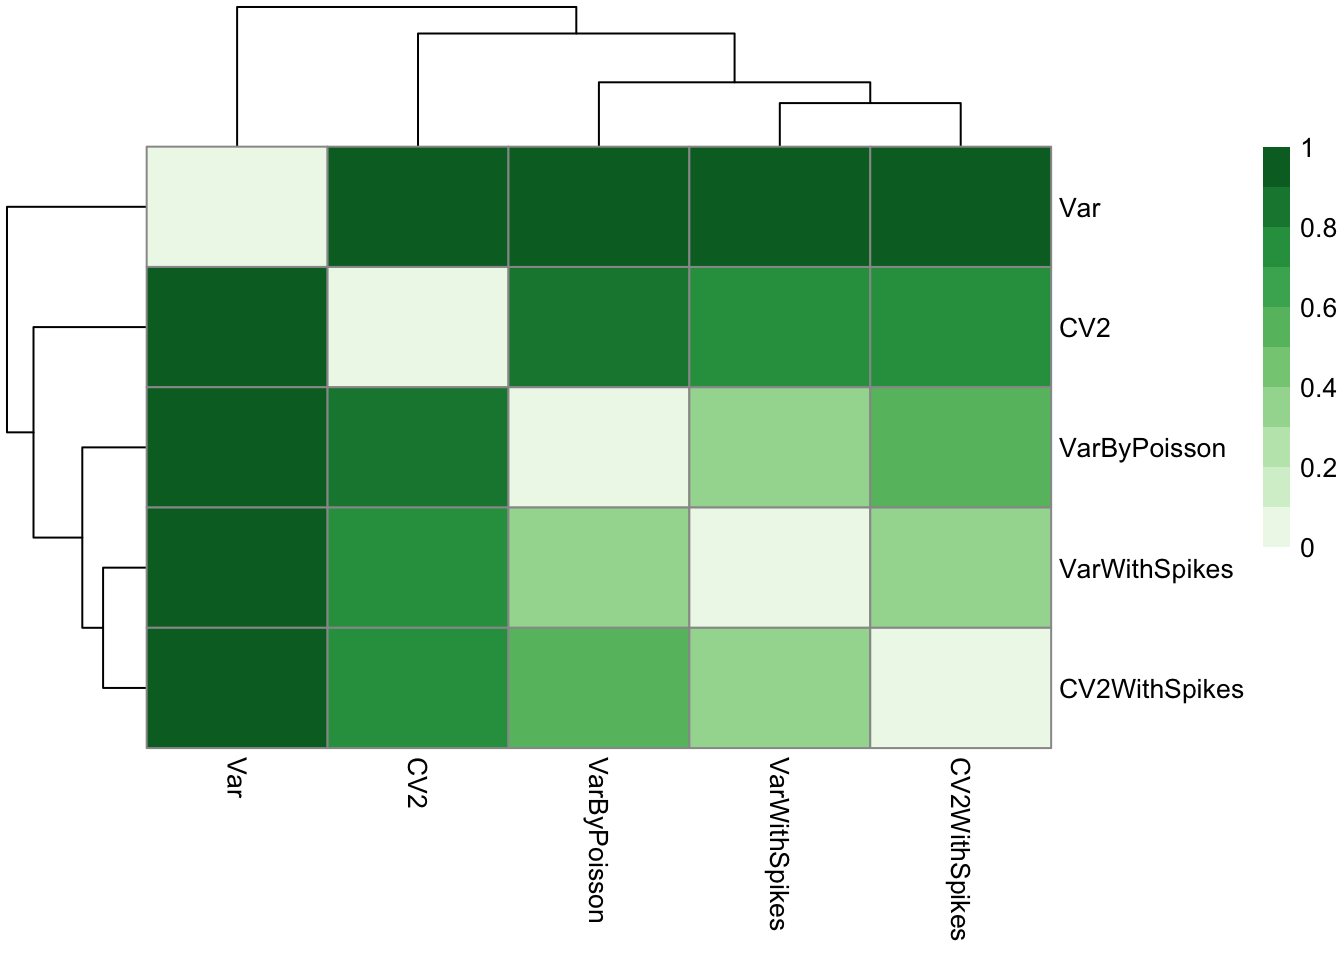 Var
CV2
VarByPoisson
VarWithSpikes
CV2WithSpikes
1
0.8
0.6
0.4
0.2
0
Var
CV2
VarByPoisson
VarWithSpikes
CV2WithSpikes